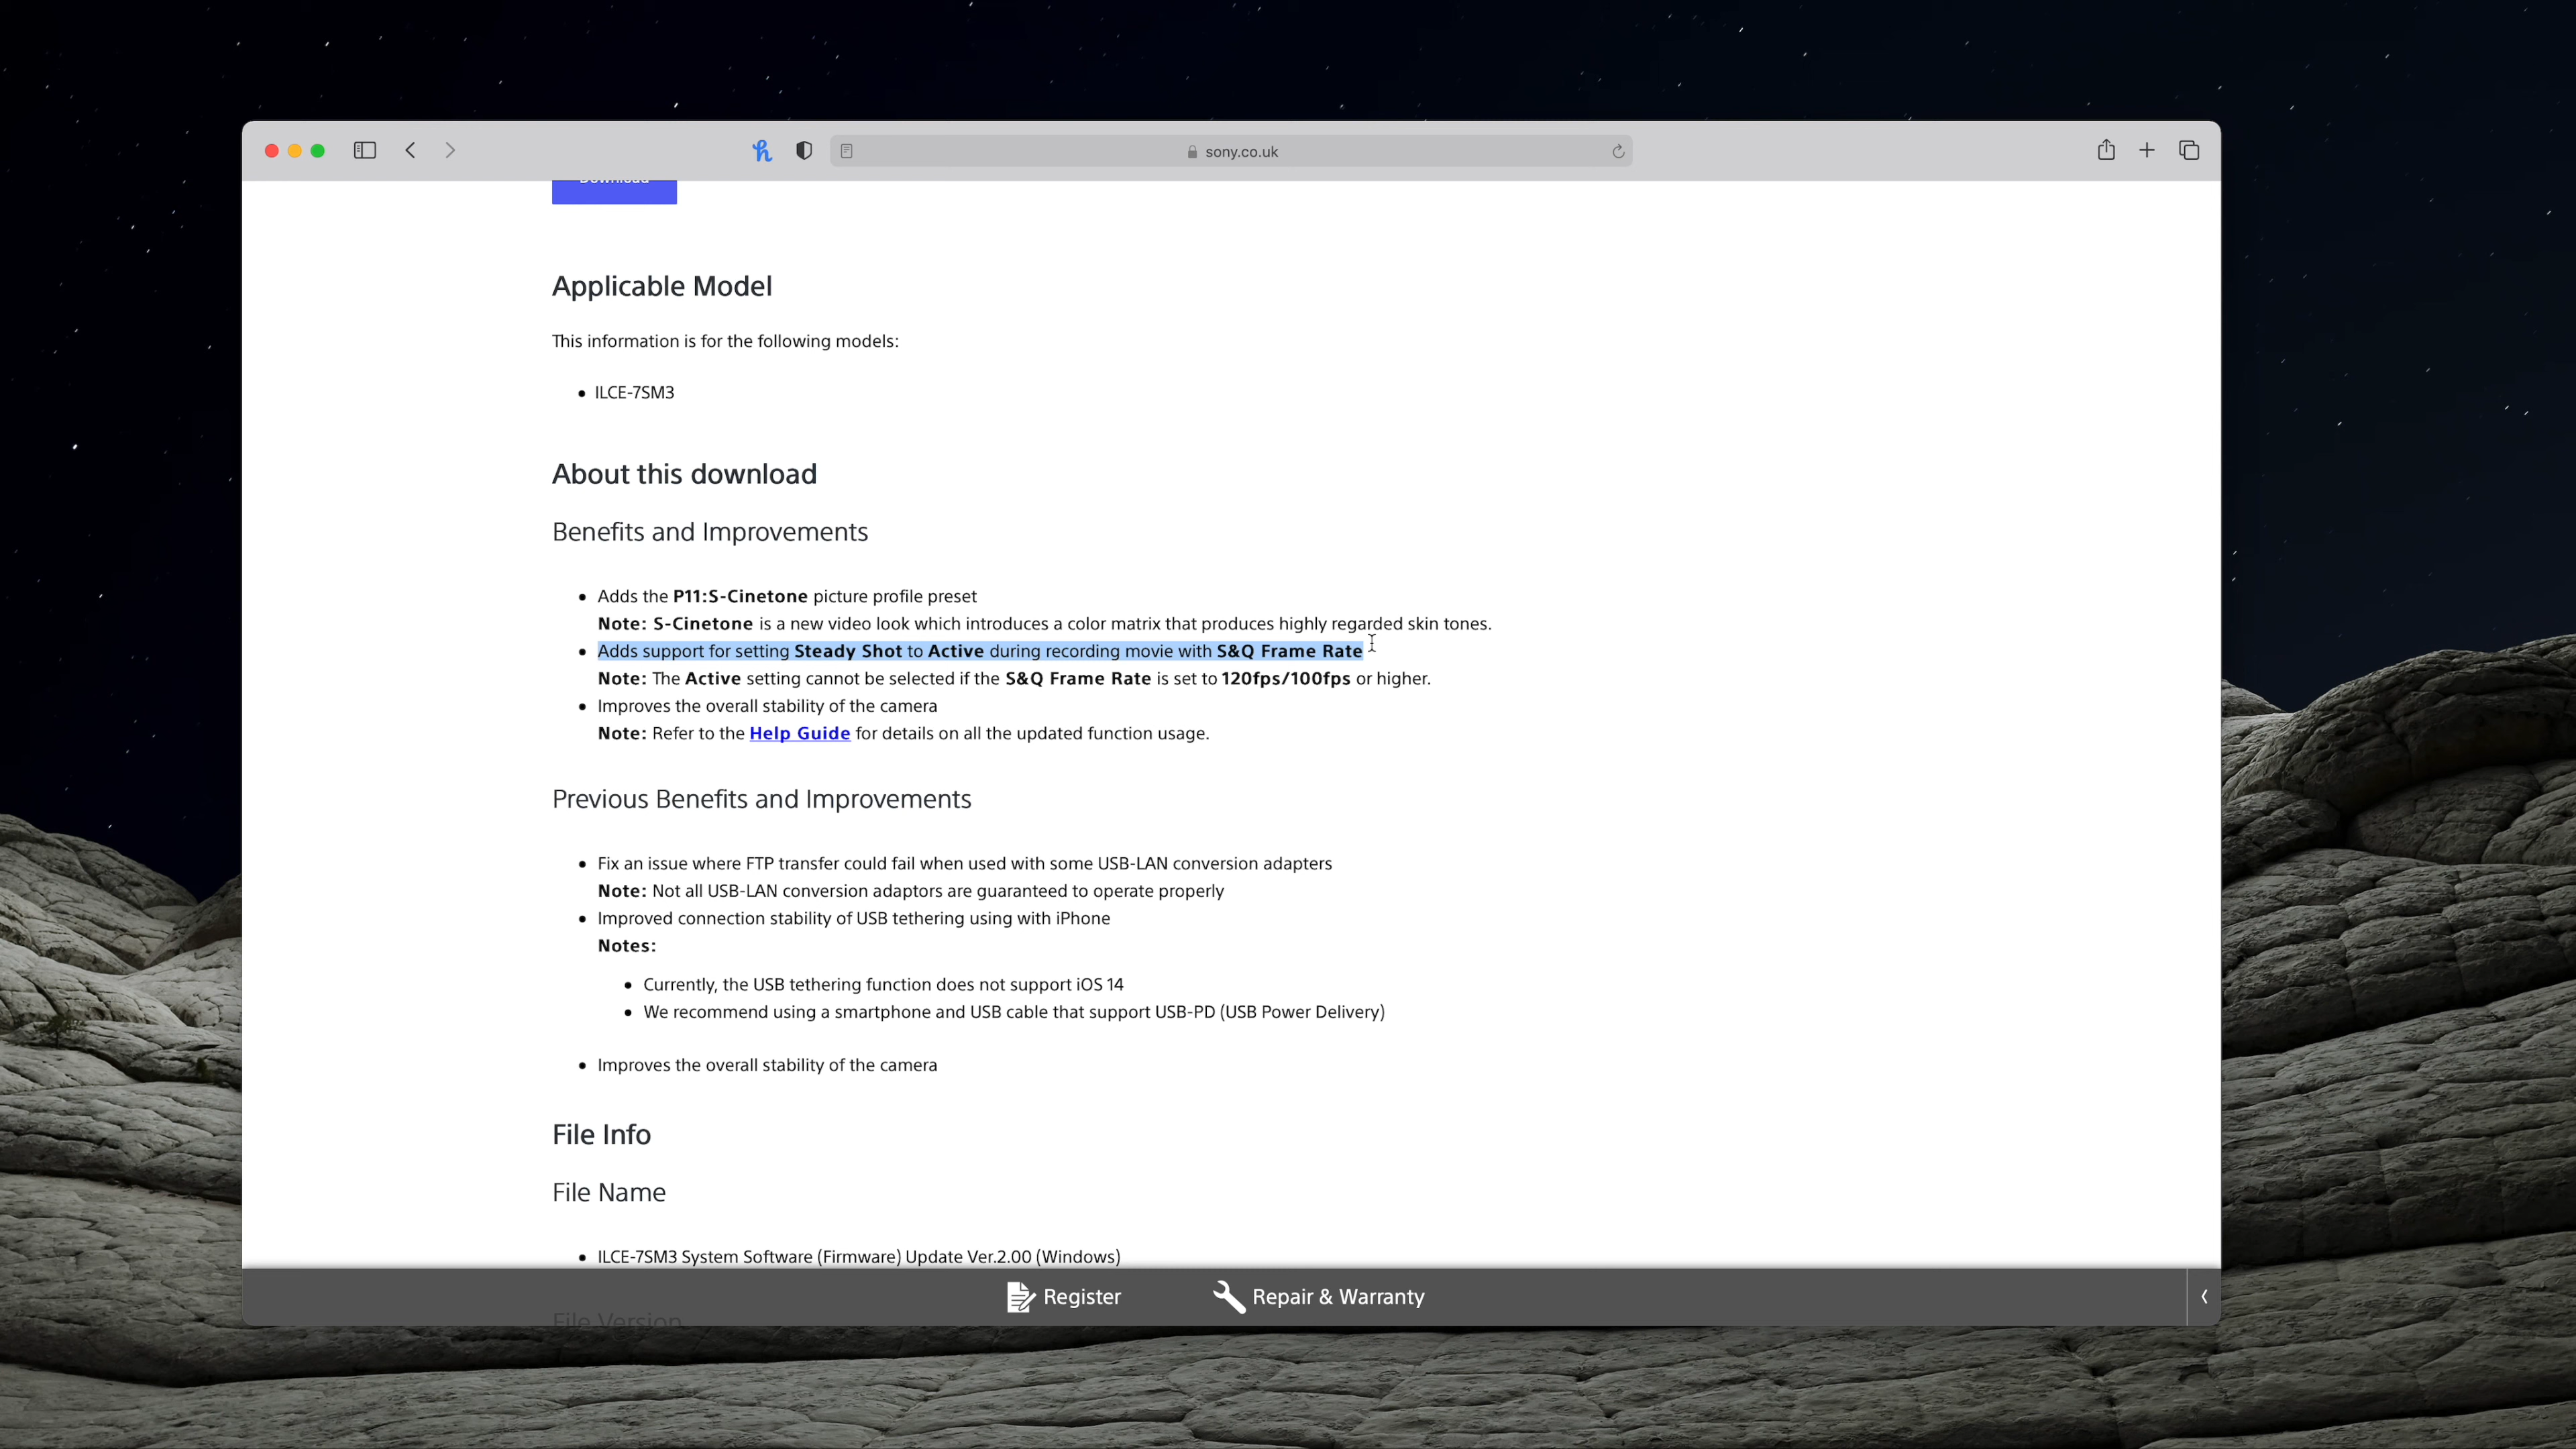 sony.co.uk
Download
Applicable Model
This information is for the following models:
• ILCE-7SM3
About this download
Benefits and Improvements
• Adds the P11:S-Cinetone picture profile preset
Note: S-Cinetone is a new video look which introduces a color matrix that produces highly regarded skin tones.
• Adds support for setting Steady Shot to Active during recording movie with S&Q Frame Rate
Note: The Active setting cannot be selected if the S&Q Frame Rate is set to 120fps/100fps or higher.
• Improves the overall stability of the camera
Note: Refer to the Help Guide for details on all the updated function usage.
Previous Benefits and Improvements
• Fix an issue where FTP transfer could fail when used with some USB-LAN conversion adapters
Note: Not all USB-LAN conversion adaptors are guaranteed to operate properly
• Improved connection stability of USB tethering using with iPhone
Notes:
• Currently, the USB tethering function does not support iOS 14
• We recommend using a smartphone and USB cable that support USB-PD (USB Power Delivery)
• Improves the overall stability of the camera
File Info
File Name
• ILCE-7SM3 System Software (Firmware) Update Ver.2.00 (Windows)
Register Repair & Warranty
File Version